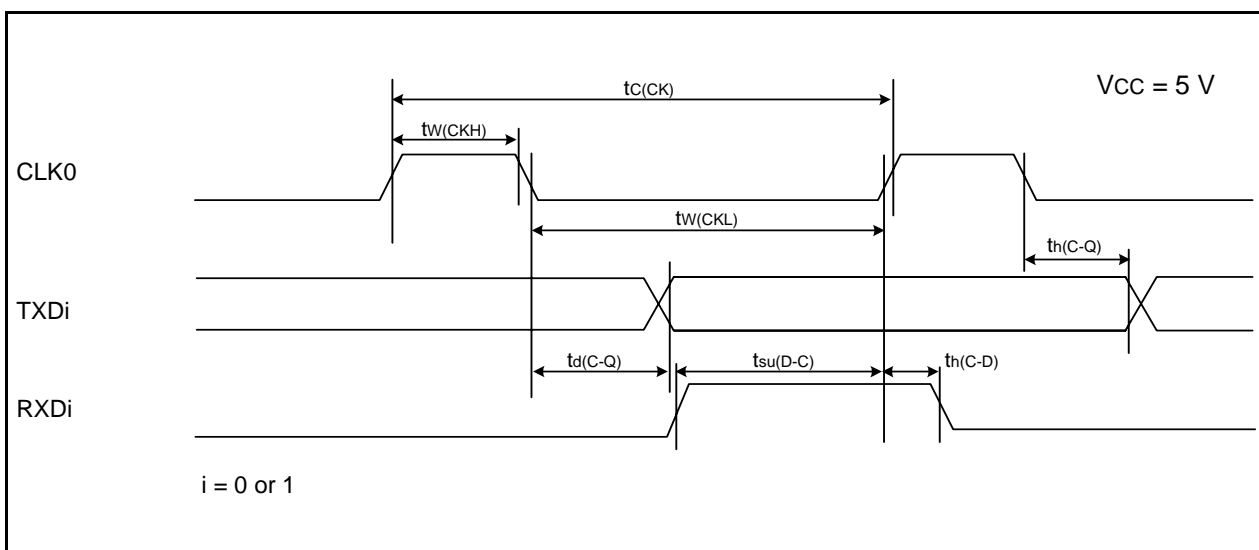 tC(CK)
VCC = 5 V
tW(CKH)
CLK0
tW(CKL)
th(C-Q)
TXDi
td(C-Q)
tsu(D-C)
th(C-D)
RXDi
i = 0 or 1